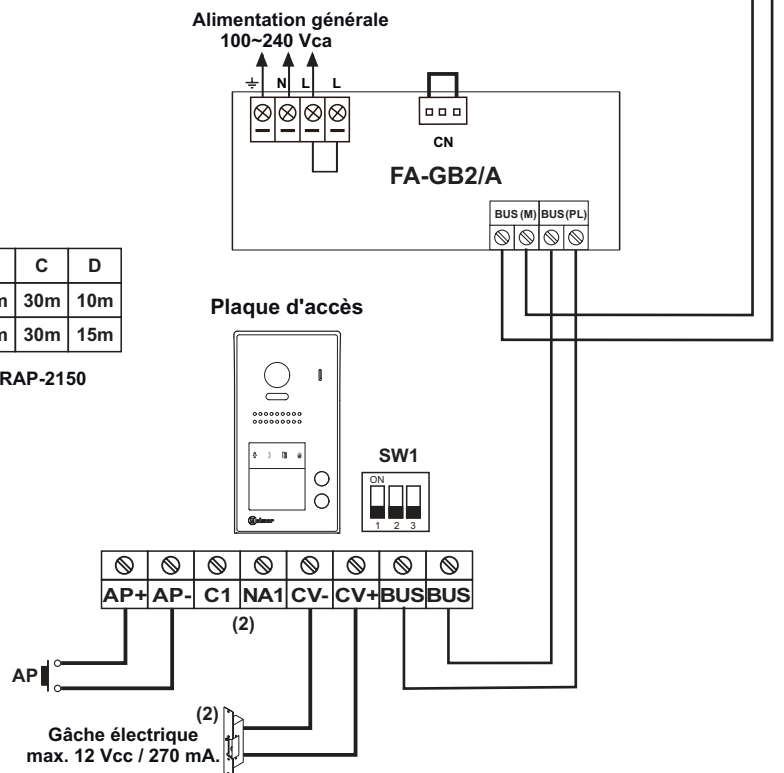 Alimentation générale
100~240 Vca
N L L
CN
FA-GB2/A
BUS (M) BUS (PL)
C D
m 30m 10m
m 30m 15m
RAP-2150
Plaque d'accès
SW1
ON
1 2 3
Golmar
AP+ AP- C1 NA1 CV- CV+ BUS BUS
(2)
AP
(2)
Gâche électrique
max. 12 Vcc / 270 mA.